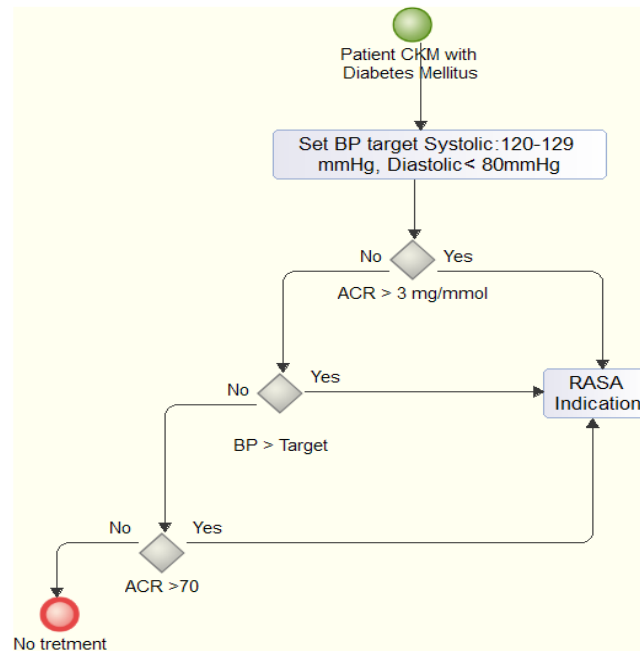 Patient CKM with
Diabetes Mellitus
Set BP target Systolic:120-129
mmHg, Diastolic< 80mmHg
No
Yes
ACR > 3 mg/mmol
No
Yes
RASA
Indication
BP > Target
No
Yes
ACR >70
No tretment